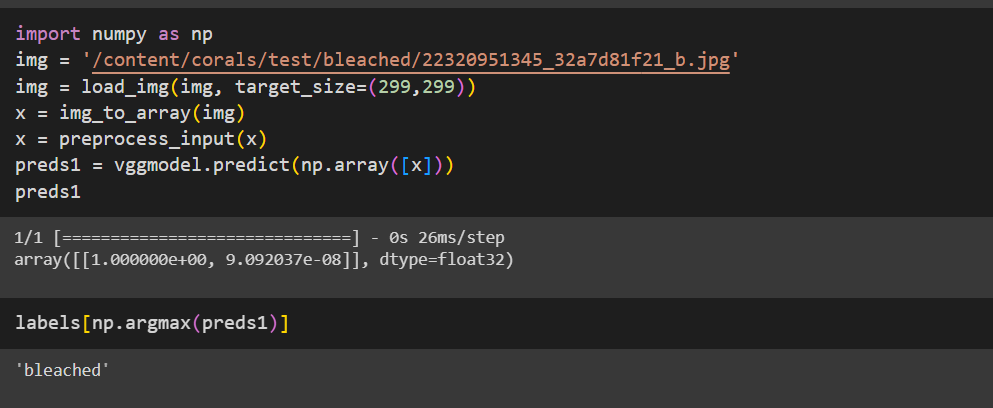 import numpy as np
img = '/content/corals/test/bleached/22320951345_32a7d81f21_b.jpg'
img = load_img(img, target_size=(299,299))
x = img_to_array(img)
x = preprocess_input(x)
preds1 = vggmodel.predict(np.array([x]))
preds1
1/1 [==============================] - 0s 26ms/step
array([[1.000000e+00, 9.092037e-08]], dtype=float32)
labels[np.argmax(preds1)]
'bleached'